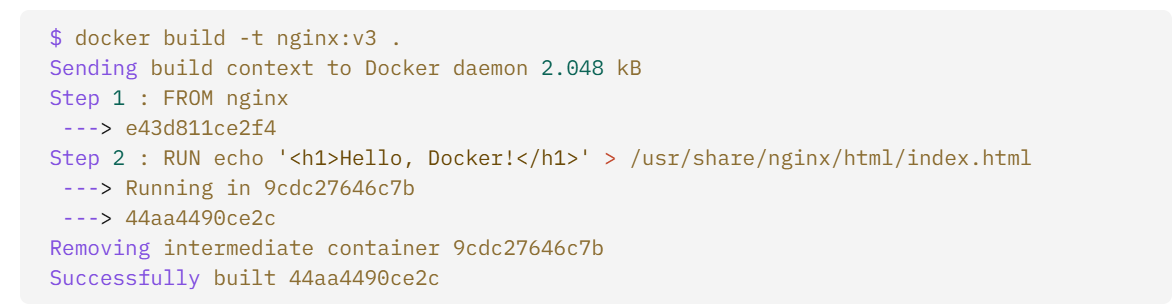 $ docker build -t nginx:v3 .
Sending build context to Docker daemon 2.048 kB
Step 1 : FROM nginx
 ---> e43d811ce2f4
Step 2 : RUN echo '<h1>Hello, Docker!</h1>' > /usr/share/nginx/html/index.html
 ---> Running in 9cdc27646c7b
 ---> 44aa4490ce2c
Removing intermediate container 9cdc27646c7b
Successfully built 44aa4490ce2c